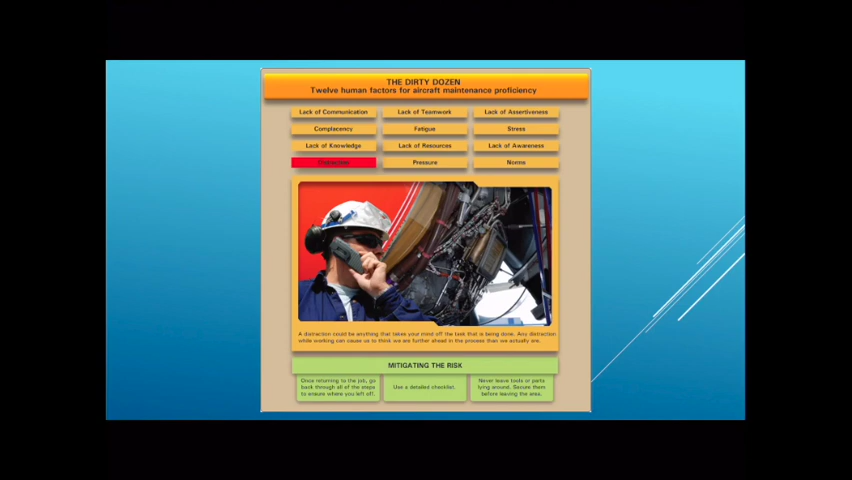 THE DIRTY DOZEN
Twelve human factors for aircraft maintenance proficiency
Lack of Communication
Lack of Teamwork
Lack of Assertiveness
Complacency
Fatigue
Stress
Lack of Knowledge
Lack of Resources
Lack of Awareness
Distraction
Pressure
Norms
A distraction could be anything that takes your mind off the task that is being done. Any distraction
while working can cause us to think we are further ahead in the process than we actually are.
MITIGATING THE RISK
Once returning to the job, go
back through all of the steps
to ensure where you left off.
Use a detailed checklist.
Never leave tools or parts
lying around. Secure them
before leaving the area.